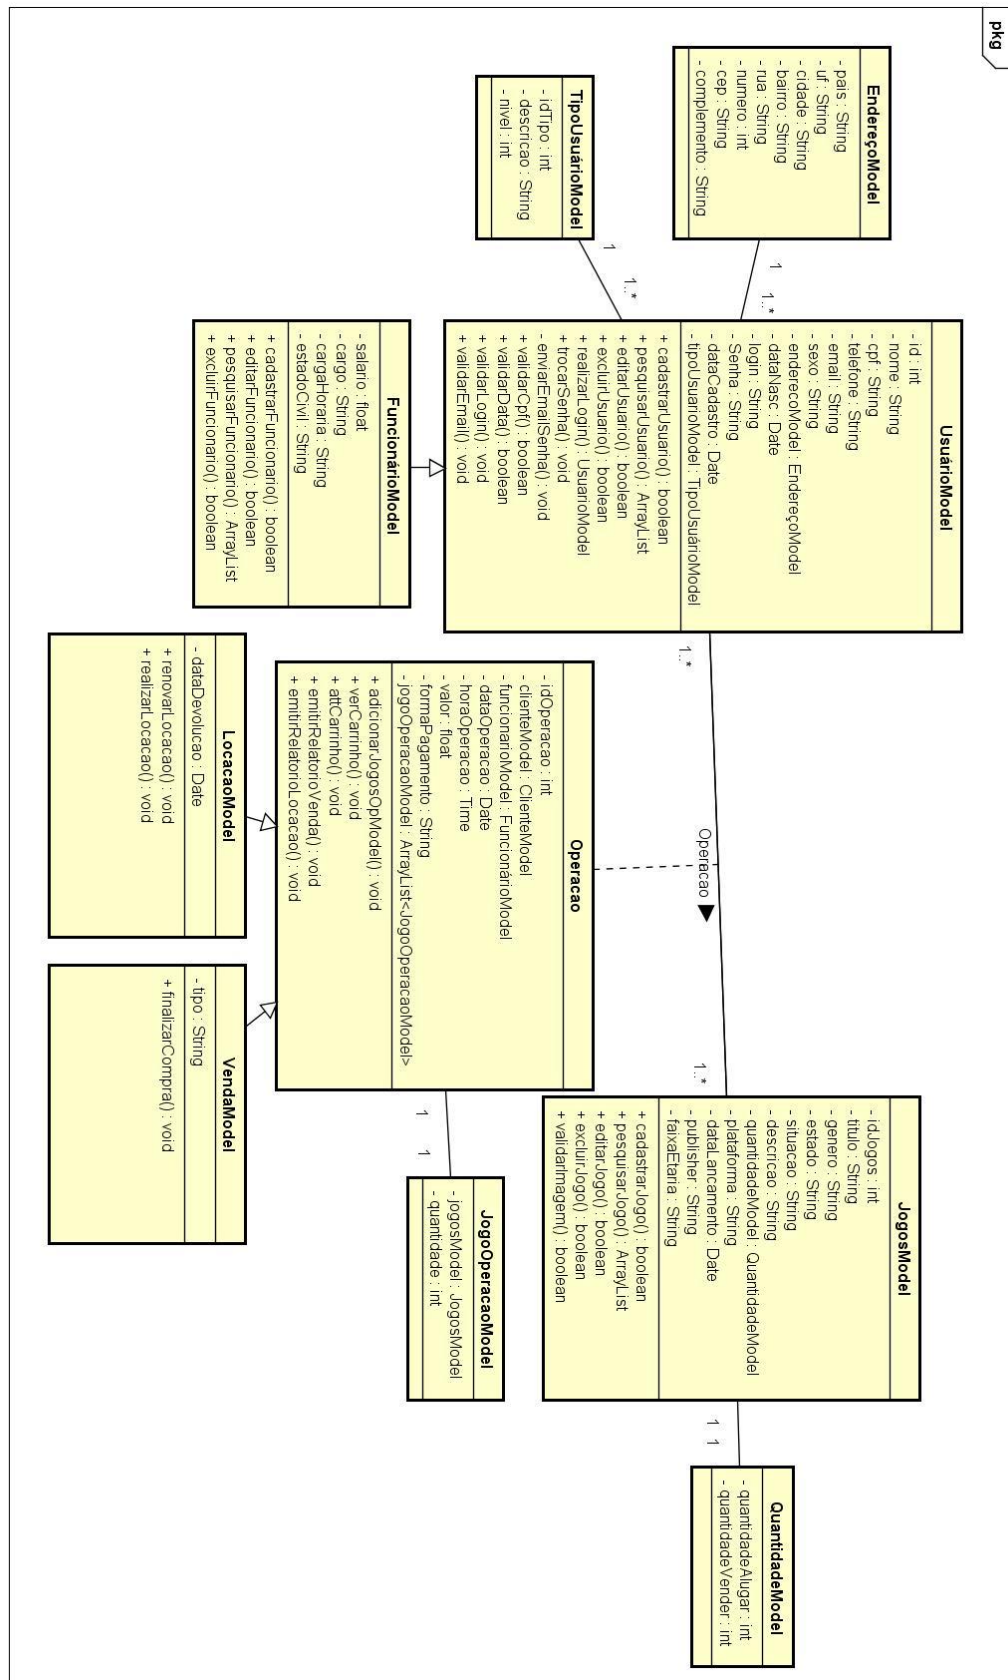 pkg
EndereçoModel
- pais : String
- uf : String
- cidade : String
- bairro : String
- rua : String
- numero : int
- cep : String
- complemento : String
TipoUsuárioModel
- idTipo : int
- descricao : String
- nivel : int
1
1..*
1
1..*
UsuárioModel
- id : int
- nome : String
- cpf : String
- telefone : String
- email : String
- sexo : String
- enderecoModel : EndereçoModel
- dataNasc : Date
- login : String
- Senha : String
- dataCadastro : Date
- tipoUsuarioModel : TipoUsuárioModel
+ cadastrarUsuario() : boolean
+ pesquisarUsuario() : ArrayList
+ editarUsuario() : boolean
+ excluirUsuario() : boolean
+ realizarLogin() : UsuarioModel
+ trocarSenha() : void
- enviarEmailSenha() : void
+ validarCpf() : boolean
+ validarData() : boolean
+ validarLogin() : void
+ validarEmail() : void
FuncionárioModel
- salario : float
- cargo : String
- cargaHoraria : String
- estadoCivil : String
+ cadastrarFuncionario() : boolean
+ editarFuncionario() : boolean
+ pesquisarFuncionario() : ArrayList
+ excluirFuncionario() : boolean
1..*
Operacao
1..*
Operacao
- idOperacao : int
- clienteModel : ClienteModel
- funcionarioModel : FuncionárioModel
- dataOperacao : Date
- horaOperacao : Time
- valor : float
- formaPagamento : String
- jogoOperacaoModel : ArrayList<JogoOperacaoModel>
+ adicionarJogosOpModel() : void
+ verCarrinho() : void
+ attCarrinho() : void
+ emitirRelatorioVenda() : void
+ emitirRelatorioLocacao() : void
LocacaoModel
- dataDevolucao : Date
+ renovarLocacao() : void
+ realizarLocacao() : void
VendaModel
- tipo : String
+ finalizarCompra() : void
JogosModel
- idJogos : int
- titulo : String
- genero : String
- estado : String
- situacao : String
- descricao : String
- quantidadeModel : QuantidadeModel
- plataforma : String
- dataLancamento : Date
- publisher : String
- faixaEtaria : String
+ cadastrarJogo() : boolean
+ pesquisarJogo() : ArrayList
+ editarJogo() : boolean
+ excluirJogo() : boolean
+ validarImagem() : boolean
1
1
JogoOperacaoModel
- jogosModel : JogosModel
- quantidade : int
1
1
QuantidadeModel
- quantidadeAlugar : int
- quantidadeVender : int